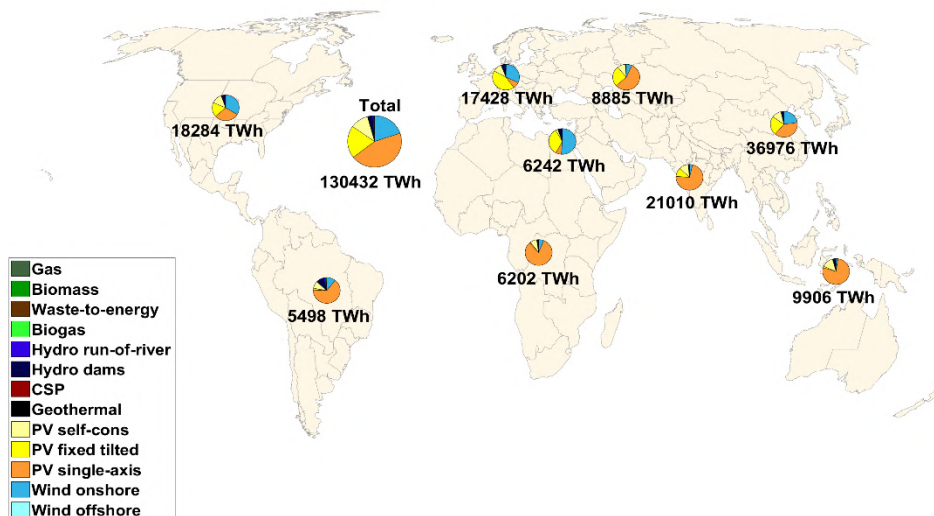 Total
130432 TWh
18284 TWh
17428 TWh
8885 TWh
36976 TWh
6242 TWh
21010 TWh
6202 TWh
9906 TWh
5498 TWh
Gas
Biomass
Waste-to-energy
Biogas
Hydro run-of-river
Hydro dams
CSP
Geothermal
PV self-cons
PV fixed tilted
PV single-axis
Wind onshore
Wind offshore